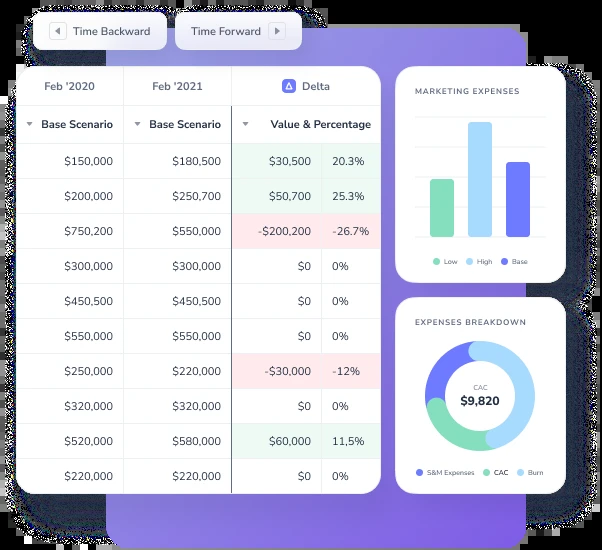 Time Backward Time Forward
Feb '2020 Feb '2021 Delta
Base Scenario Base Scenario Value & Percentage
$150,000 $180,500 $30,500 20.3%
$200,000 $250,700 $50,700 25.3%
$750,200 $550,000 -$200,200 -26.7%
$300,000 $300,000 $0 0%
$450,500 $450,500 $0 0%
$550,000 $550,000 $0 0%
$250,000 $220,000 -$30,000 -12%
$320,000 $320,000 $0 0%
$520,000 $580,000 $60,000 11,5%
$220,000 $220,000 $0 0%
MARKETING EXPENSES
Low High Base
EXPENSES BREAKDOWN
CAC
$9,820
S&M Expenses CAC Burn